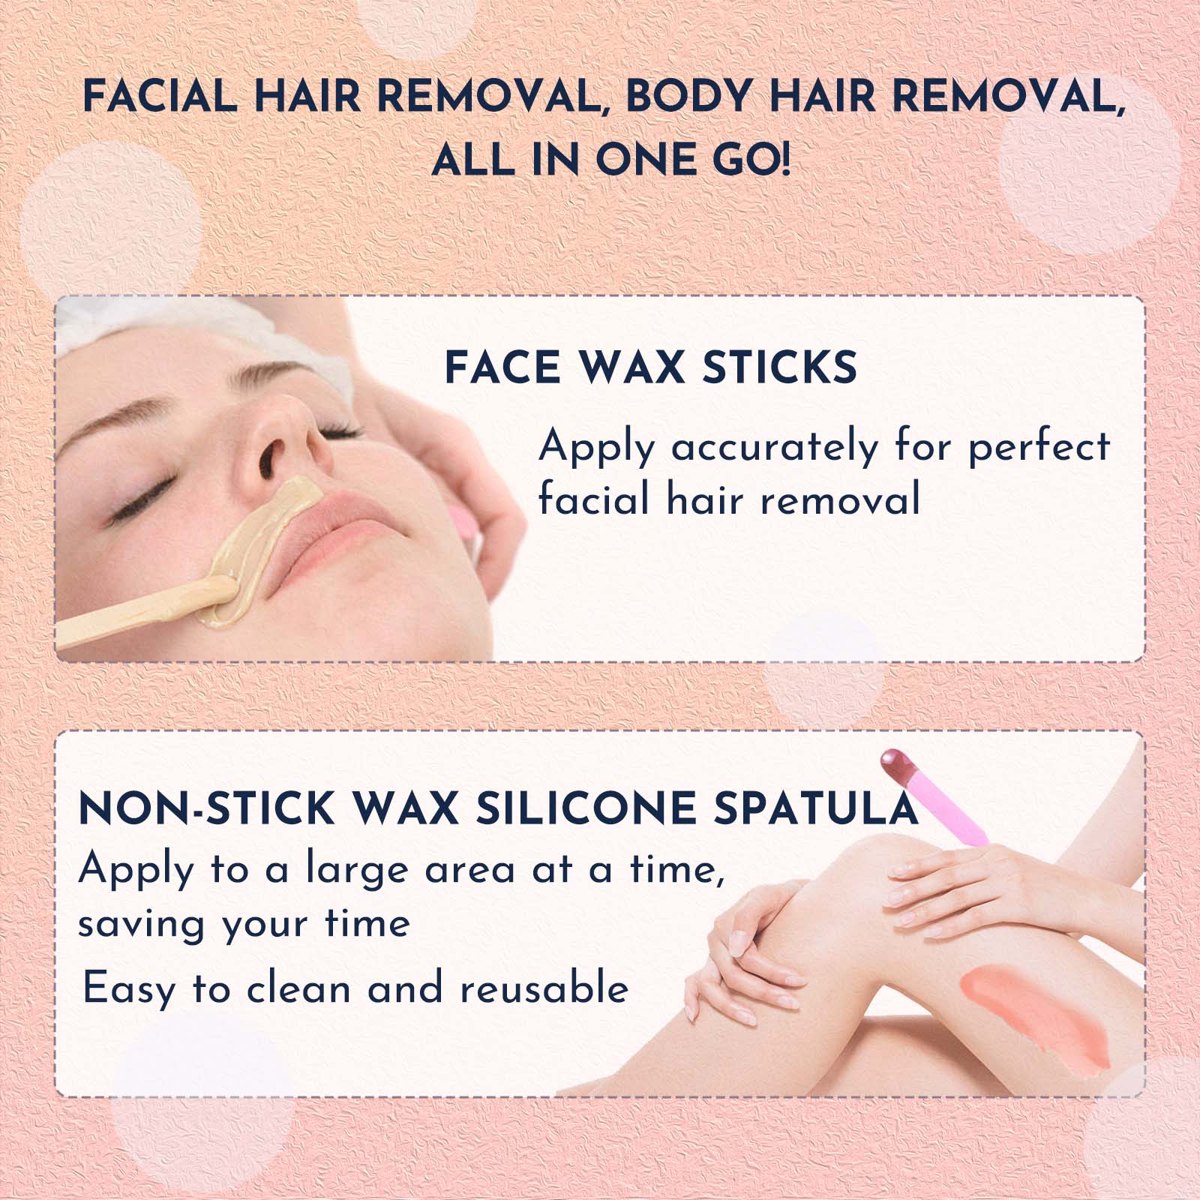 FACIAL HAIR REMOVAL, BODY HAIR REMOVAL,
ALL IN ONE GO!
FACE WAX STICKS
Apply accurately for perfect
facial hair removal
NON-STICK WAX SILICONE SPATULA
Apply to a large area at a time,
saving your time
Easy to clean and reusable